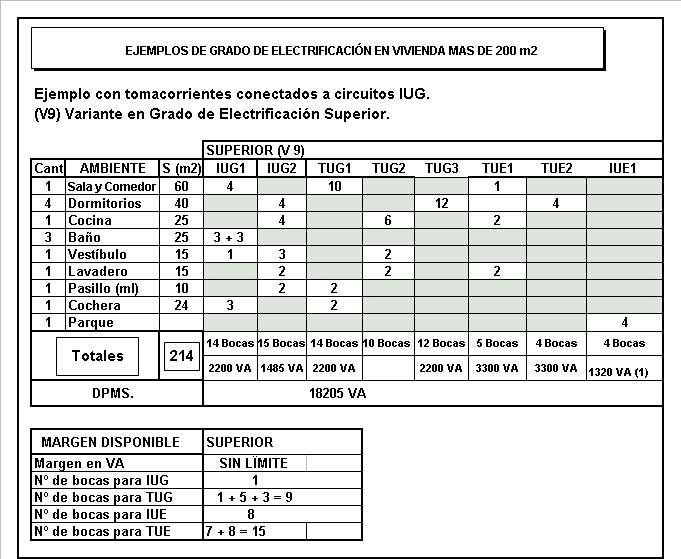 EJEMPLOS DE GRADO DE ELECTRIFICACIÓN EN VIVIENDA MAS DE 200 m2
Ejemplo con tomacorrientes conectados a circuitos IUG.
(V9) Variante en Grado de Electrificación Superior.
SUPERIOR (V 9)
Cant AMBIENTE S (m2) IUG1 IUG2 TUG1 TUG2 TUG3 TUE1 TUE2 IUE1
1 Sala y Comedor 60 4 10 1
4 Dormitorios 40 4 12 4
1 Cocina 25 4 6 2
3 Baño 25 3 + 3
1 Vestíbulo 15 1 3 2
1 Lavadero 15 2 2 2
1 Pasillo (ml) 10 2 2
1 Cochera 24 3 2
1 Parque 4
Totales 214 14 Bocas 15 Bocas 14 Bocas 10 Bocas 12 Bocas 5 Bocas 4 Bocas 4 Bocas
2200 VA 1485 VA 2200 VA 2200 VA 3300 VA 3300 VA 1320 VA (1)
DPMS. 18205 VA
MARGEN DISPONIBLE SUPERIOR
Margen en VA SIN LÏMITE
Nº de bocas para IUG 1
Nº de bocas para TUG 1 + 5 + 3 = 9
Nº de bocas para IUE 8
Nº de bocas para TUE 7 + 8 = 15